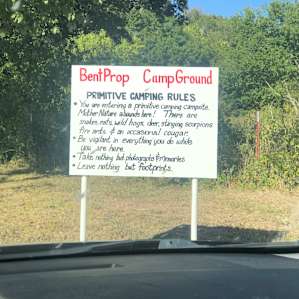 BentProp CampGround
PRIMITIVE CAMPING RULES
• You are entering a primitive camping campsite.
Mother Nature abounds here! There are
snakes, rats, wild hogs, deer, stinging scorpions
fire ants & an occasional cougar.
• Be vigilant in everything you do while
you are here.
• Take nothing but photographs & memories
• Leave nothing but footprints.